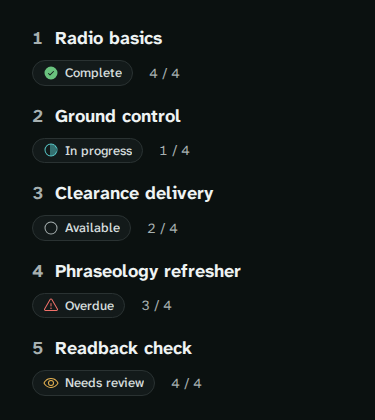 1 Radio basics
Complete 4 / 4
2 Ground control
In progress 1 / 4
3 Clearance delivery
Available 2 / 4
4 Phraseology refresher
Overdue 3 / 4
5 Readback check
Needs review 4 / 4